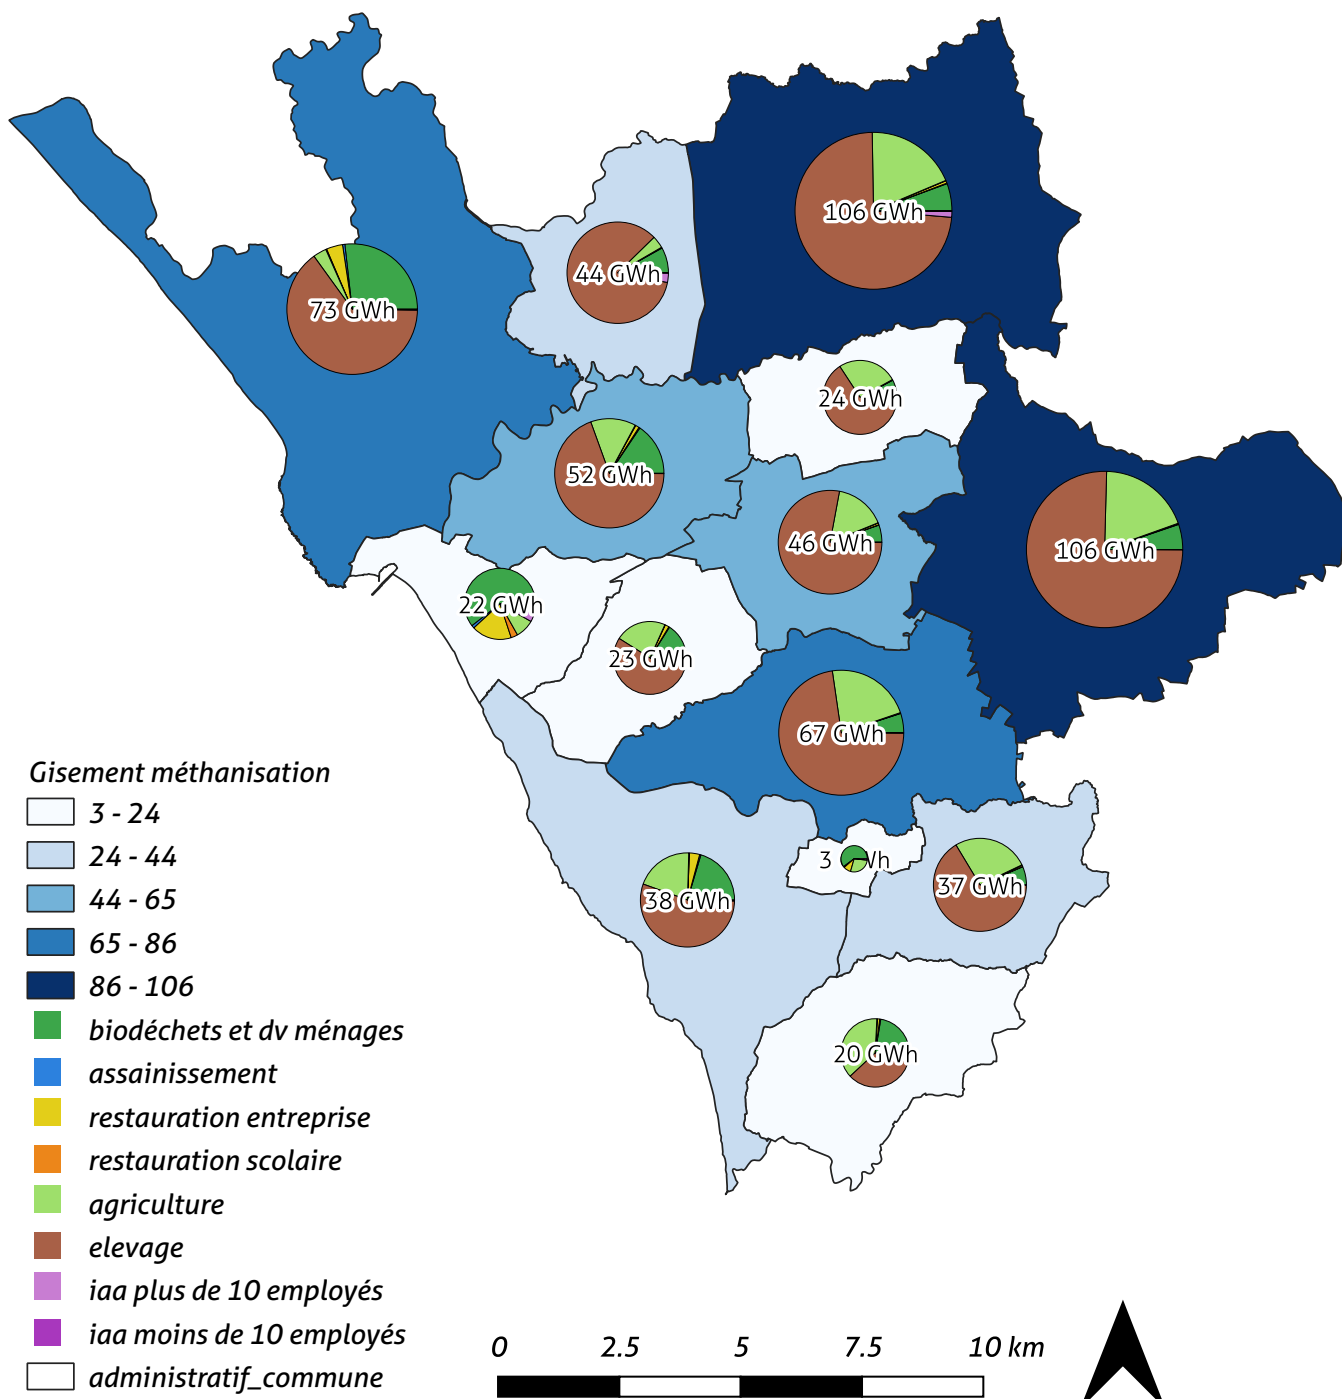 106 GWh
44 GWh
73 GWh
24 GWh
52 GWh
46 GWh
106 GWh
22 GWh
23 GWh
67 GWh
3 Wh
38 GWh
37 GWh
20 GWh
Gisement méthanisation
3 - 24
24 - 44
44 - 65
65 - 86
86 - 106
biodéchets et dv ménages
assainissement
restauration entreprise
restauration scolaire
agriculture
elevage
iaa plus de 10 employés
iaa moins de 10 employés
administratif_commune
0 2.5 5 7.5 10 km